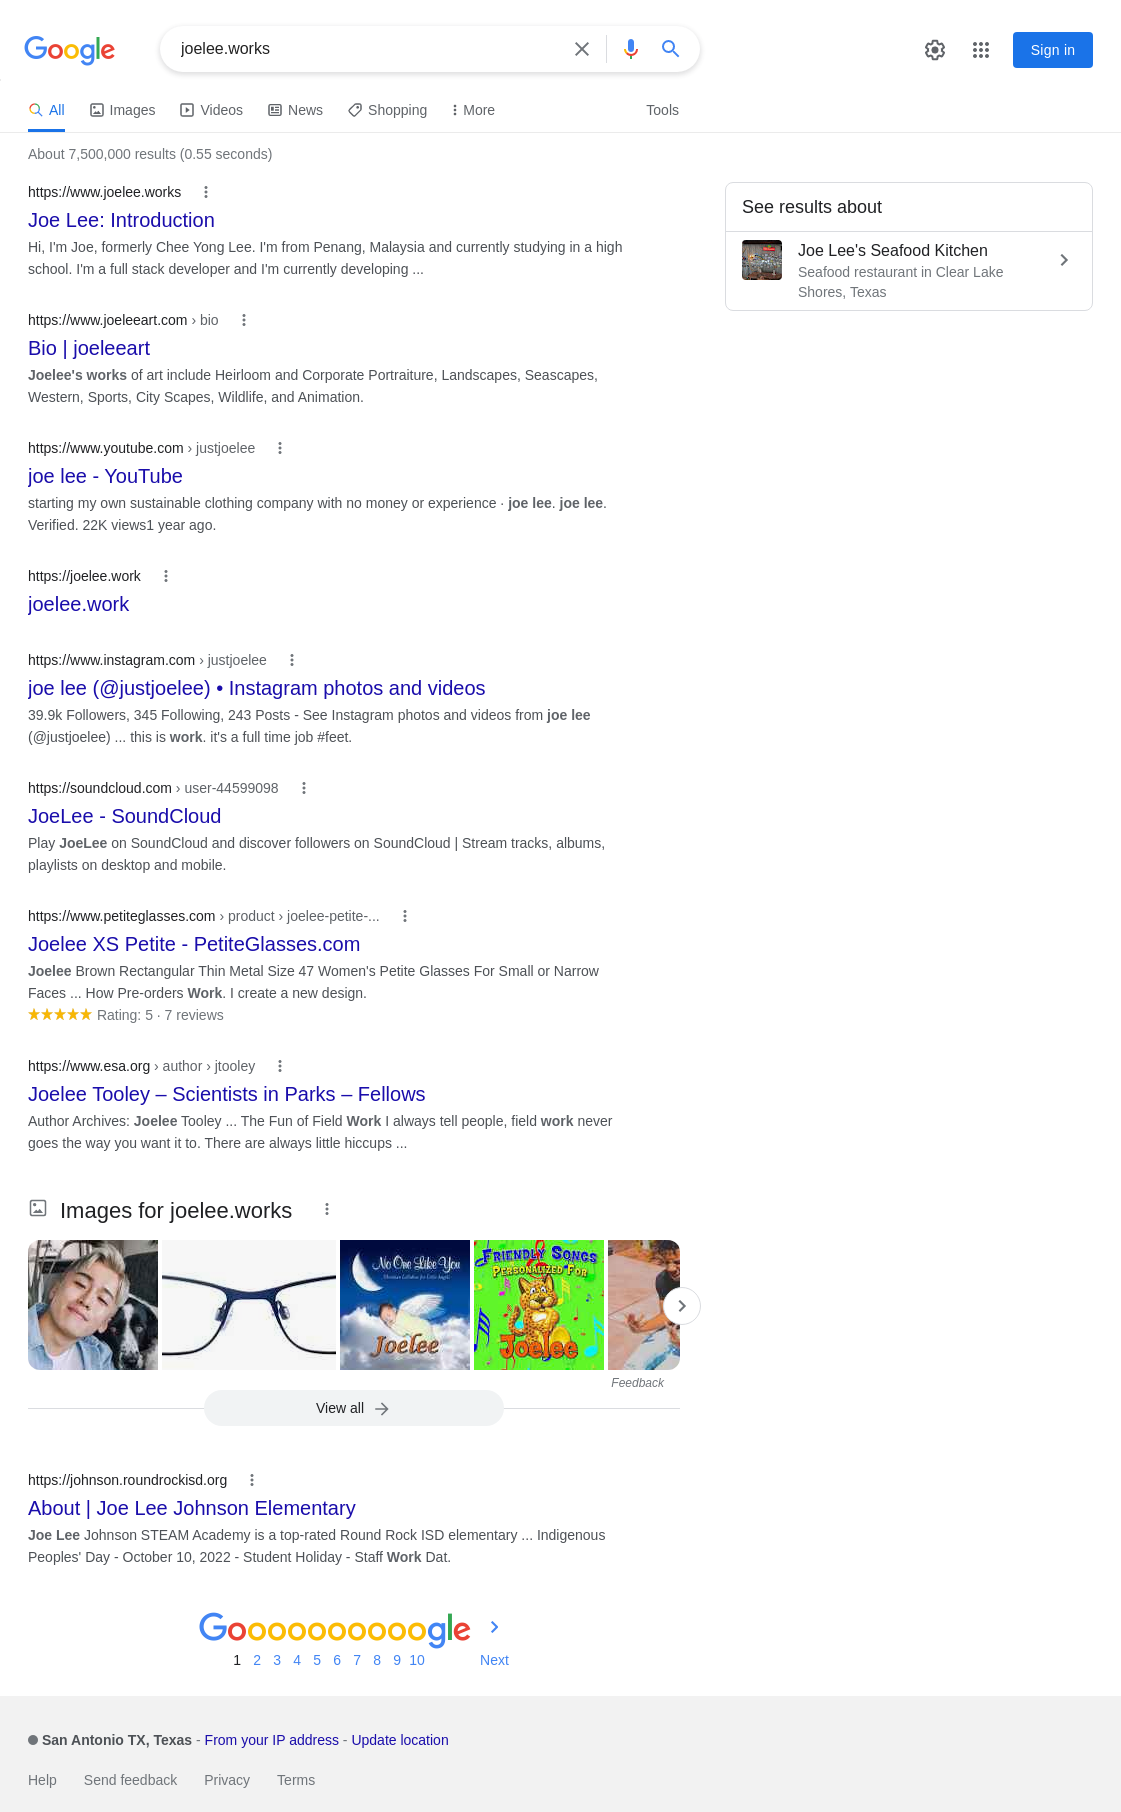 Google
joelee.works
Sign in
All
Images
Videos
News
Shopping
More
Tools
About 7,500,000 results (0.55 seconds)
https://www.joelee.works
Joe Lee: Introduction
Hi, I'm Joe, formerly Chee Yong Lee. I'm from Penang, Malaysia and currently studying in a high
school. I'm a full stack developer and I'm currently developing ...
https://www.joeleeart.com › bio
Bio | joeleeart
Joelee's works of art include Heirloom and Corporate Portraiture, Landscapes, Seascapes,
Western, Sports, City Scapes, Wildlife, and Animation.
https://www.youtube.com › justjoelee
joe lee - YouTube
starting my own sustainable clothing company with no money or experience · joe lee. joe lee.
Verified. 22K views1 year ago.
https://joelee.work
joelee.work
https://www.instagram.com › justjoelee
joe lee (@justjoelee) • Instagram photos and videos
39.9k Followers, 345 Following, 243 Posts - See Instagram photos and videos from joe lee
(@justjoelee) ... this is work. it's a full time job #feet.
https://soundcloud.com › user-44599098
JoeLee - SoundCloud
Play JoeLee on SoundCloud and discover followers on SoundCloud | Stream tracks, albums,
playlists on desktop and mobile.
https://www.petiteglasses.com › product › joelee-petite-...
Joelee XS Petite - PetiteGlasses.com
Joelee Brown Rectangular Thin Metal Size 47 Women's Petite Glasses For Small or Narrow
Faces ... How Pre-orders Work. I create a new design.
Rating: 5 · 7 reviews
https://www.esa.org › author › jtooley
Joelee Tooley – Scientists in Parks – Fellows
Author Archives: Joelee Tooley ... The Fun of Field Work I always tell people, field work never
goes the way you want it to. There are always little hiccups ...
Images for joelee.works
No One Like You
Christian Lullabies for Little Angels
Joelee
FRIENDLY SONGS
PERSONALIZED FOR
Joelee
Feedback
View all
https://johnson.roundrockisd.org
About | Joe Lee Johnson Elementary
Joe Lee Johnson STEAM Academy is a top-rated Round Rock ISD elementary ... Indigenous
Peoples' Day - October 10, 2022 - Student Holiday - Staff Work Dat.
Goooooooooogle
1 2 3 4 5 6 7 8 9 10 Next
See results about
Joe Lee's Seafood Kitchen
Seafood restaurant in Clear Lake
Shores, Texas
San Antonio TX, Texas - From your IP address - Update location
Help Send feedback Privacy Terms